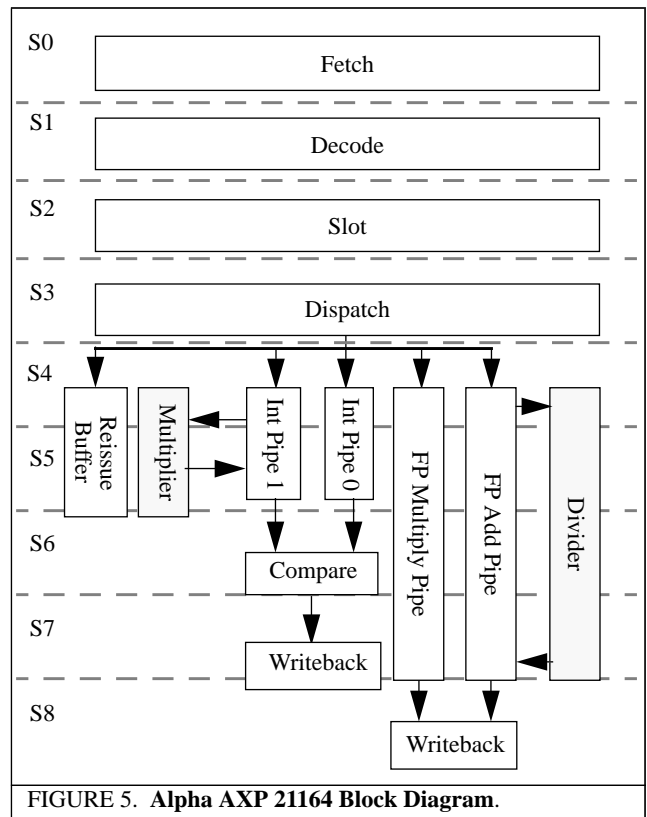 S0
Fetch
S1
Decode
S2
Slot
S3
Dispatch
S4
Reissue
Buffer
Multiplier
Int Pipe 1
Int Pipe 0
FP Multiply Pipe
FP Add Pipe
Divider
S5
S6
Compare
S7
Writeback
S8
Writeback
FIGURE 5. Alpha AXP 21164 Block Diagram.